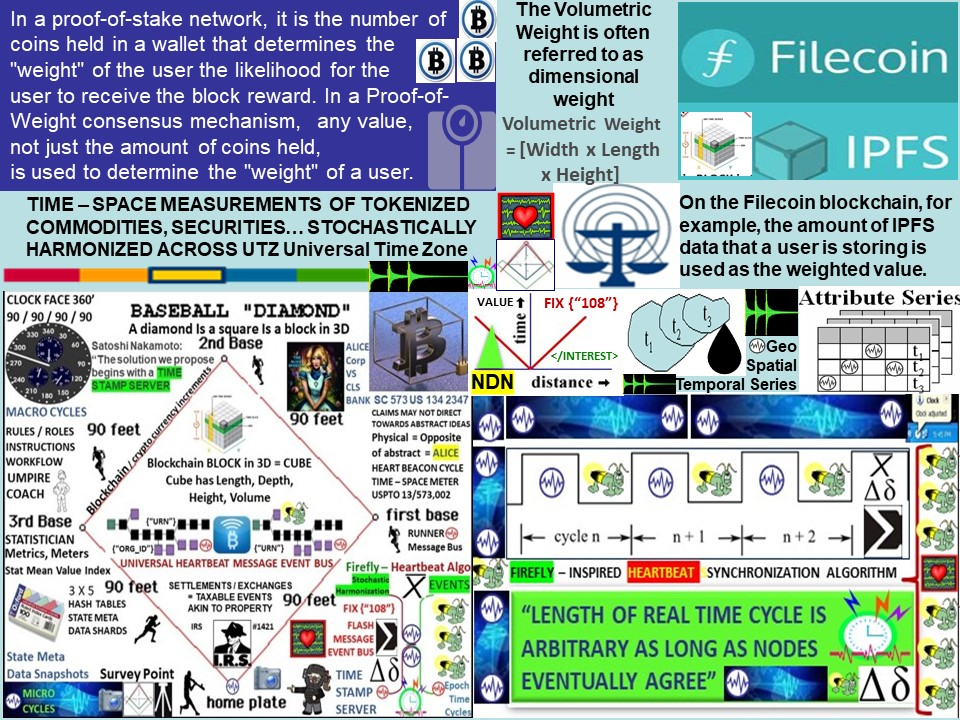 In a proof-of-stake network, it is the number of
coins held in a wallet that determines the
"weight" of the user the likelihood for the
user to receive the block reward. In a Proof-of-
Weight consensus mechanism, any value,
not just the amount of coins held,
is used to determine the "weight" of a user.
The Volumetric
Weight is often
referred to as
dimensional
weight
Volumetric Weight
= [Width x Length
x Height]
Filecoin
IPFS
TIME – SPACE MEASUREMENTS OF TOKENIZED
COMMODITIES, SECURITIES... STOCHASTICALLY
HARMONIZED ACROSS UTZ Universal Time Zone
On the Filecoin blockchain, for
example, the amount of IPFS
data that a user is storing is
used as the weighted value.
CLOCK FACE 360'
90 / 90 / 90 / 90
BASEBALL "DIAMOND"
A diamond Is a square Is a block in 3D
2nd Base
Satoshi Nakamoto:
"The solution we propose
begins with a TIME
STAMP SERVER
MACRO CYCLES
ALICE
Corp
VS
CLS
BANK
SC 573 US 134 2347
CLAIMS MAY NOT DIRECT
TOWARDS ABSTRACT IDEAS
Physical = Opposite
of abstract = ALICE
HEART BEACON CYCLE
TIME – SPACE METER
USPTO 13/573,002
RULES / ROLES
INSTRUCTIONS
WORKFLOW
UMPIRE
COACH
90 feet
90 feet
Blockchain / crypto currency increments
Blockchain BLOCK in 3D = CUBE
Cube has Length, Depth,
Height, Volume
3rd Base
STATISTICIAN
Metrics, Meters
{"URN"}
{"ORG_ID"}
{"URN"}
first base
RUNNER
Message Bus
UNIVERSAL HEARTBEAT MESSAGE EVENT BUS
Firefly – Heartbeat Algo
Stat Mean Value Index
3 X 5
HASH TABLES
STATE META
DATA SHARDS
90 feet
SETTLEMENTS / EXCHANGES
= TAXABLE EVENTS
AKIN TO PROPERTY
90 feet
IRS
#1421
I.R.S.
Stochastic
Harmonization
EVENTS
FIX {"108"}
FLASH
MESSAGE
EVENT BUS
X
Σ
Δδ
TIME
STAMP
SERVER
Epoch
Time
Cycles
State Meta
Data Snapshots
Survey Point
MICRO
CYCLES
home plate
VALUE
FIX {"108"}
time
</INTEREST>
NDN
distance
t1
t2
t3
Geo
Spatial
Temporal Series
Attribute Series
t1
t2
t3
Clock
Clock adjusted
X
Δδ
Σ
cycle n
n + 1
n + 2
FIREFLY – INSPIRED HEARTBEAT SYNCHRONIZATION ALGORITHM
"LENGTH OF REAL TIME CYCLE IS
ARBITRARY AS LONG AS NODES
EVENTUALLY AGREE"
Δδ